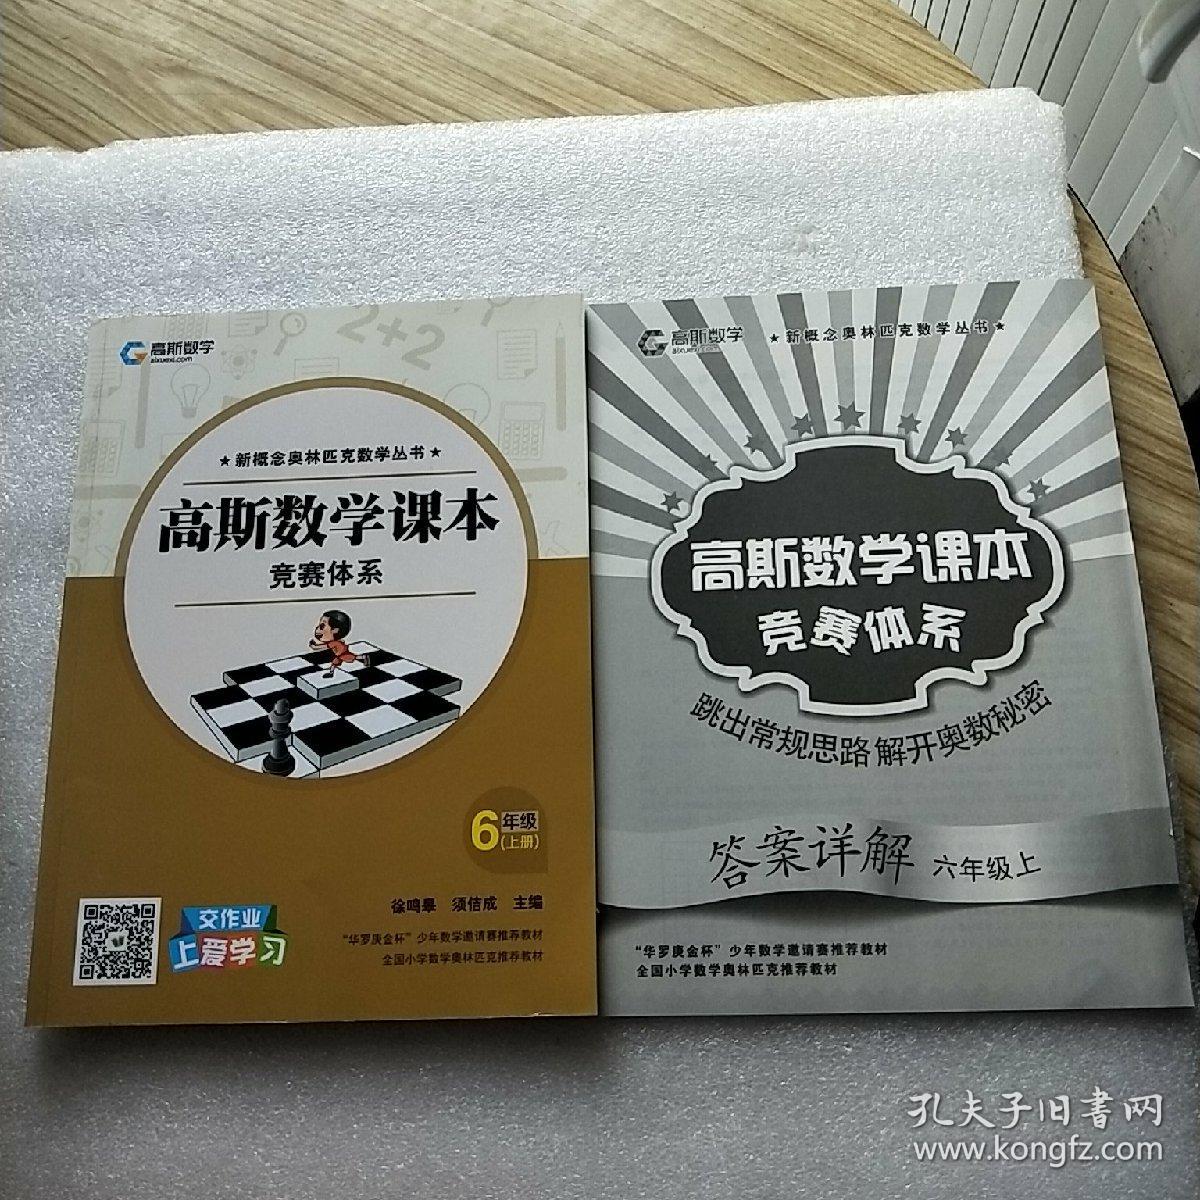 高斯数学
aixuexi.com
2+2
★新概念奥林匹克数学丛书★
高斯数学课本
竞赛体系
6年级
(上册)
徐鸣皋 须佶成 主编
“华罗庚金杯”少年数学邀请赛推荐教材
全国小学数学奥林匹克推荐教材
交作业
上爱学习
高斯数学
aixuexi.com
★新概念奥林匹克数学丛书★
高斯数学课本
竞赛体系
跳出常规思路 解开奥数秘密
答案详解 六年级上
“华罗庚金杯”少年数学邀请赛推荐教材
全国小学数学奥林匹克推荐教材
孔夫子旧书网
www.kongfz.com